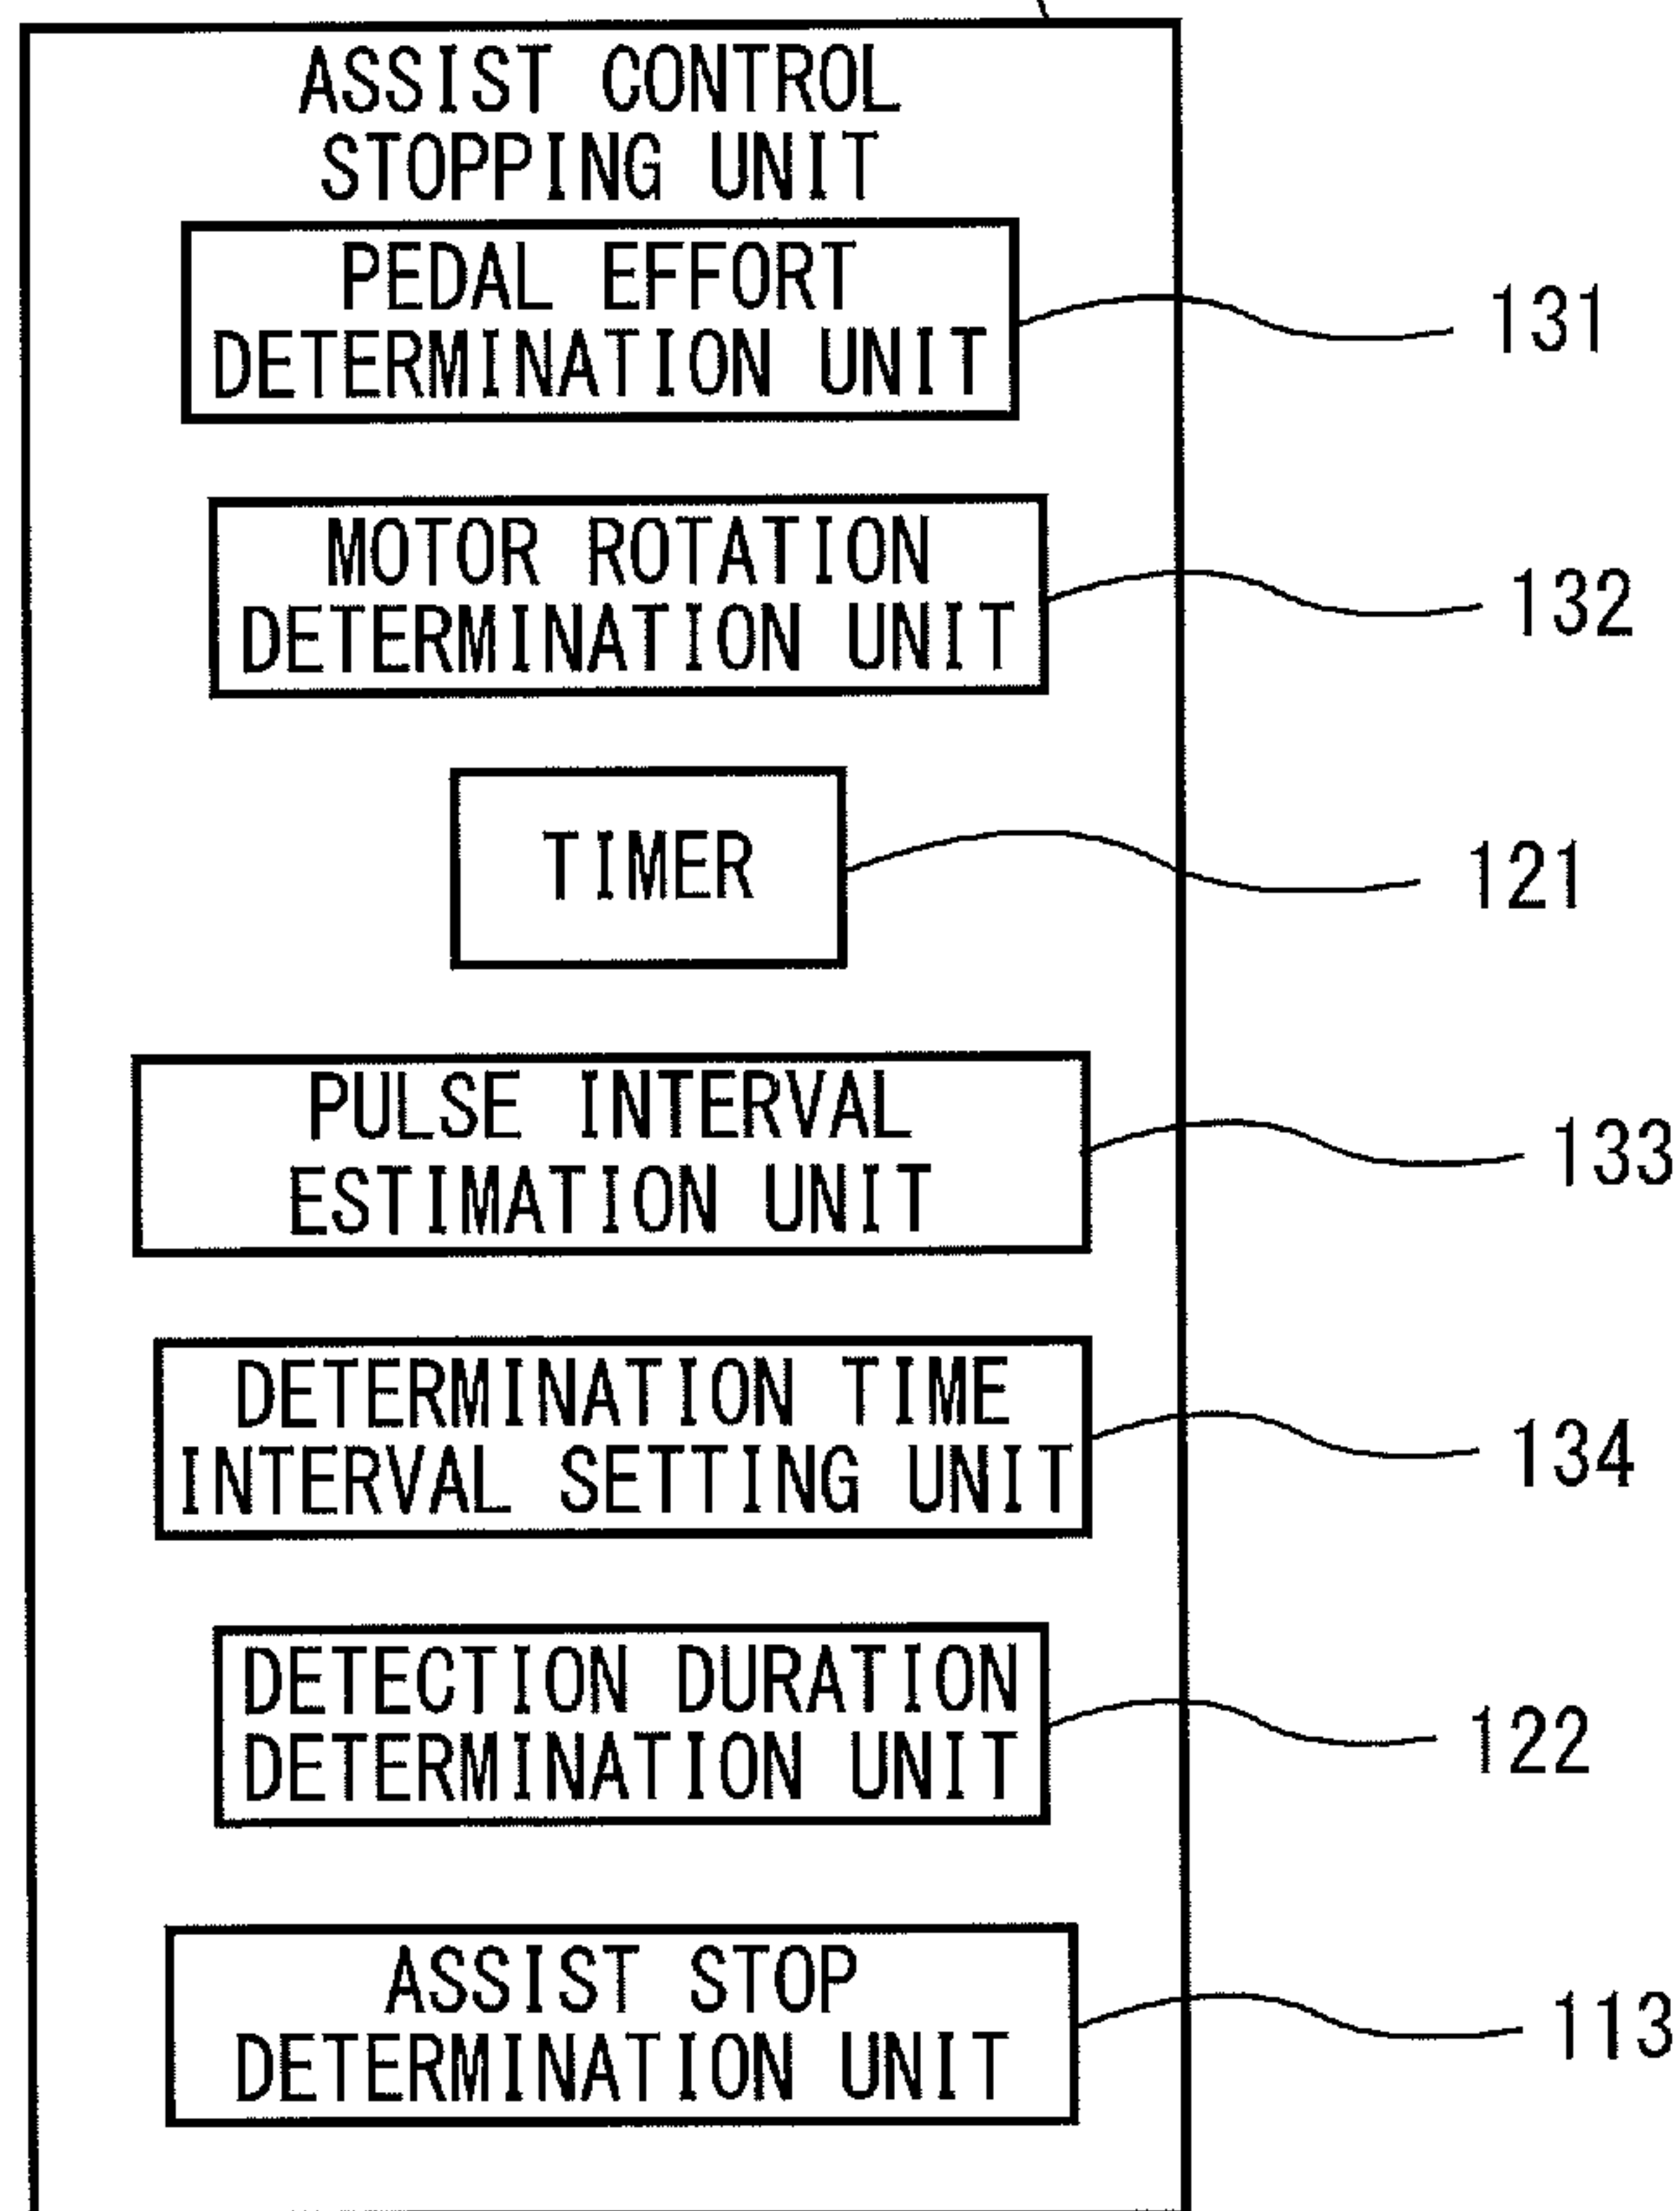 ASSIST CONTROL
STOPPING UNIT
PEDAL EFFORT
DETERMINATION UNIT
131
MOTOR ROTATION
DETERMINATION UNIT
132
TIMER
121
PULSE INTERVAL
ESTIMATION UNIT
133
DETERMINATION TIME
INTERVAL SETTING UNIT
134
DETECTION DURATION
DETERMINATION UNIT
122
ASSIST STOP
DETERMINATION UNIT
113